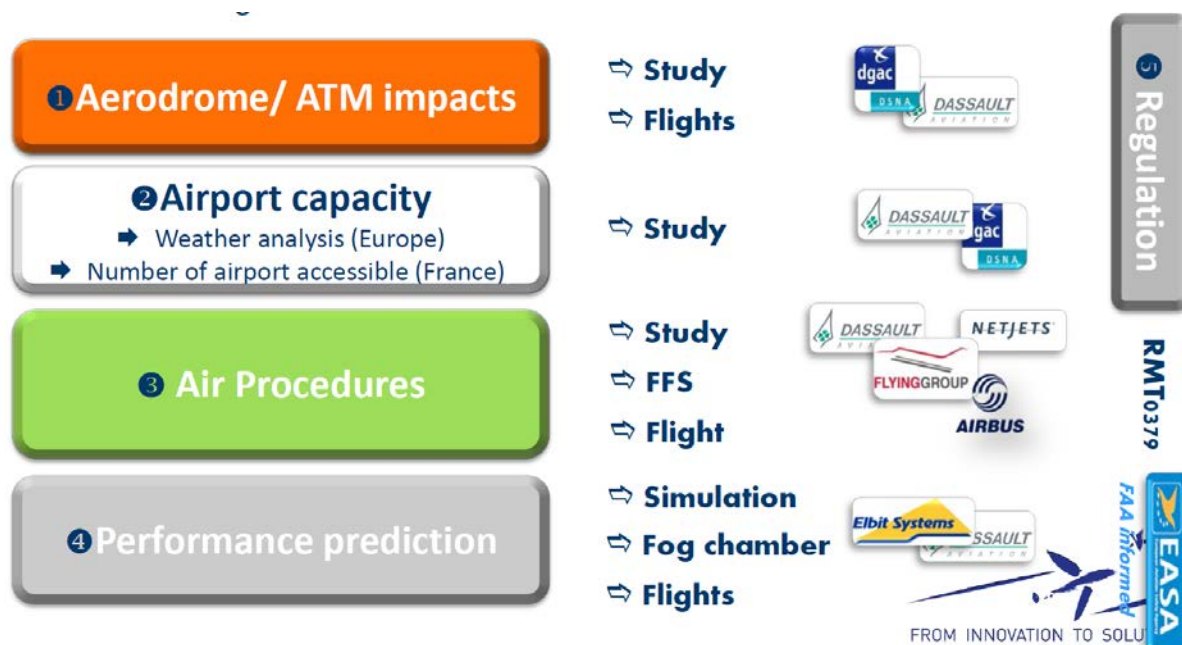 ❶Aerodrome/ ATM impacts
⇨ Study
⇨ Flights
dgac
DSNA
DASSAULT
AVIATION
❷Airport capacity
➡ Weather analysis (Europe)
➡ Number of airport accessible (France)
⇨ Study
DASSAULT
AVIATION
dgac
DSNA
❸ Air Procedures
⇨ Study
⇨ FFS
⇨ Flight
DASSAULT
NETJETS
FLYINGGROUP
AIRBUS
❹Performance prediction
⇨ Simulation
⇨ Fog chamber
⇨ Flights
Elbit Systems
DASSAULT
AVIATION
❺ Regulation
RMT0379
FAA informed
EASA
FROM INNOVATION TO SOLU